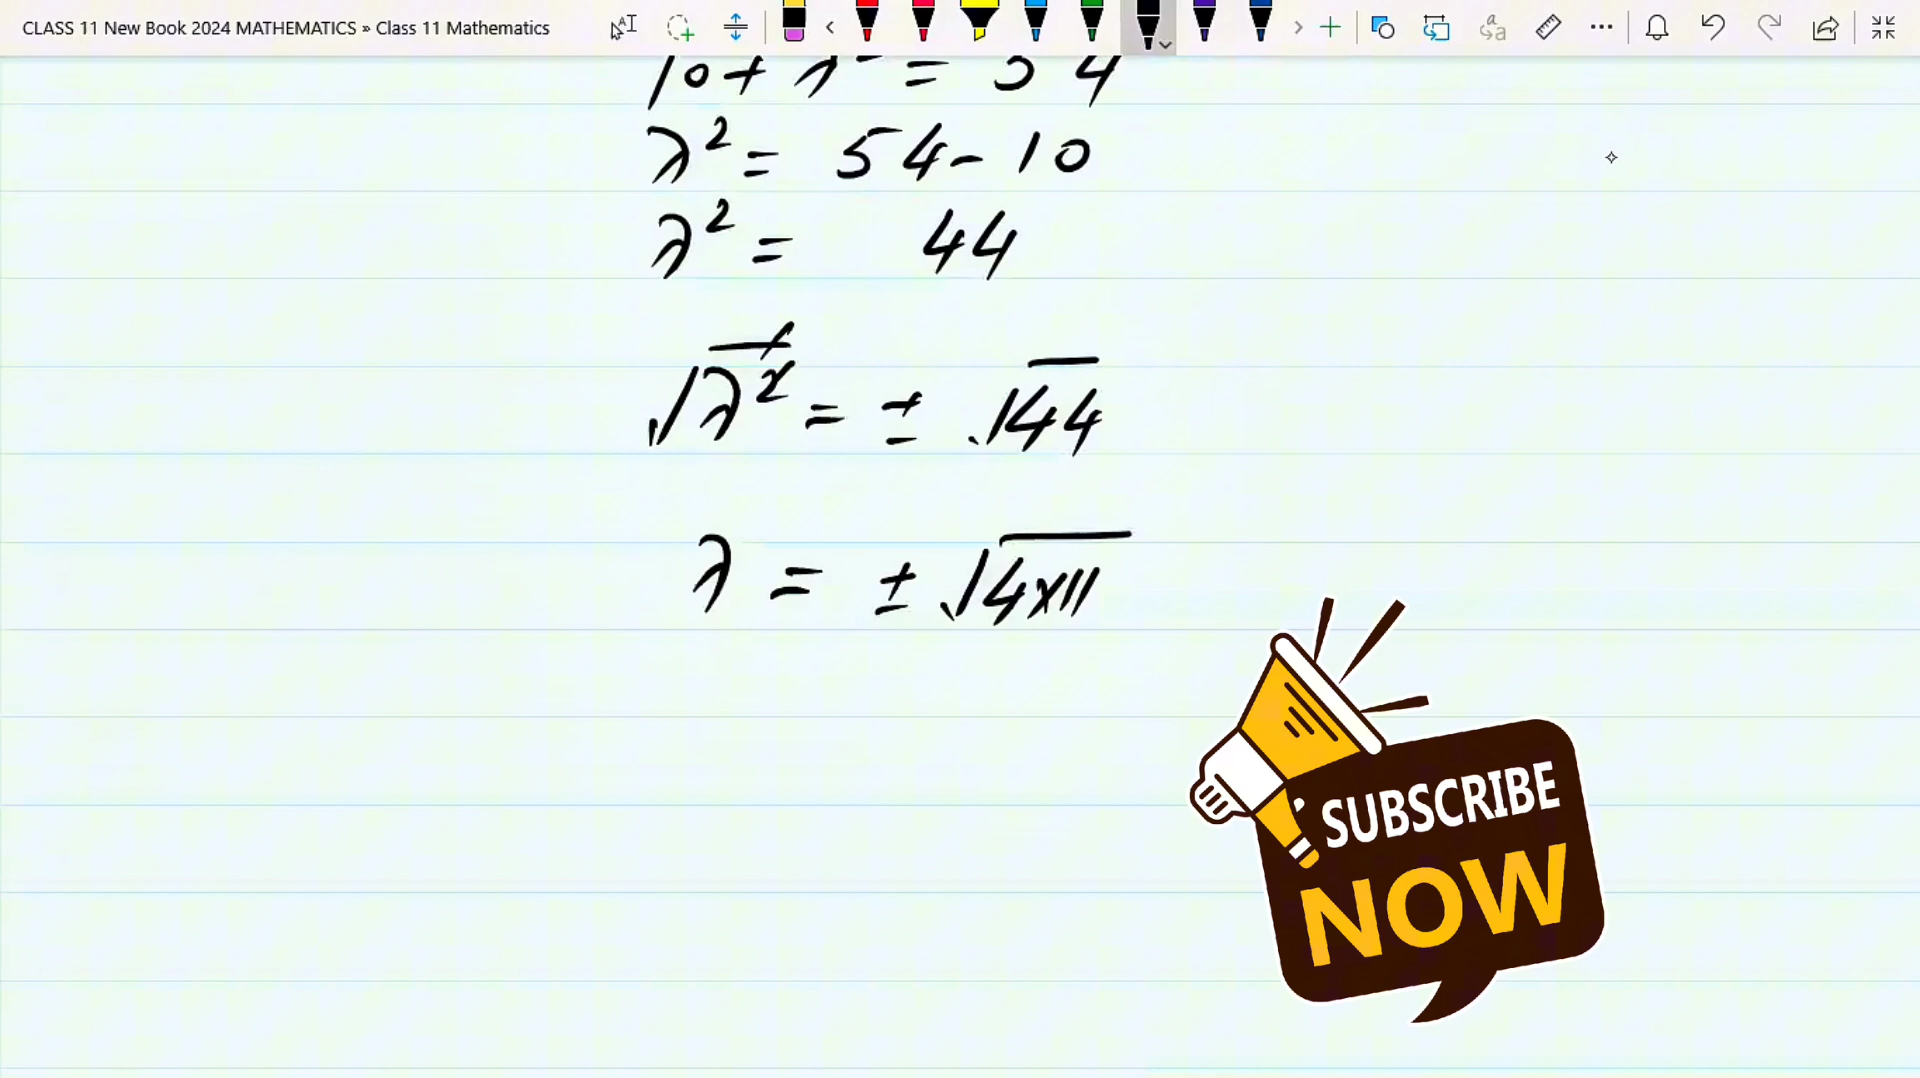 CLASS 11 New Book 2024 MATHEMATICS » Class 11 Mathematics
10 + λ² = 54
λ² = 54 - 10
λ² = 44
√λ² = ± √44
λ = ± √4×11
SUBSCRIBE
NOW